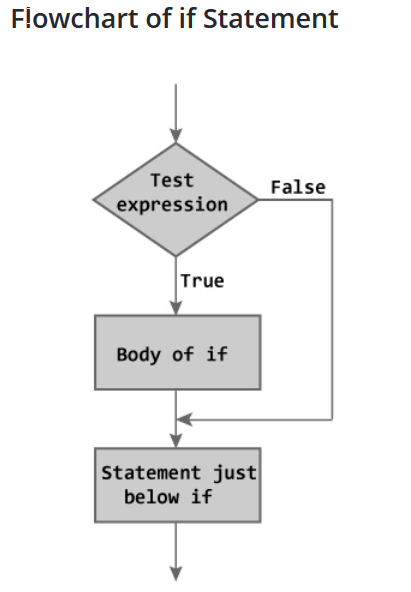 Flowchart of if Statement
Test
expression
False
True
Body of if
Statement just
below if